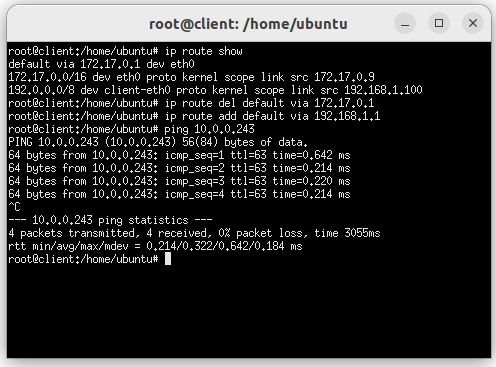 root@client: /home/ubuntu
root@client:/home/ubuntu# ip route show
default via 172.17.0.1 dev eth0
172.17.0.0/16 dev eth0 proto kernel scope link src 172.17.0.9
192.0.0.0/8 dev client-eth0 proto kernel scope link src 192.168.1.100
root@client:/home/ubuntu# ip route del default via 172.17.0.1
root@client:/home/ubuntu# ip route add default via 192.168.1.1
root@client:/home/ubuntu# ping 10.0.0.243
PING 10.0.0.243 (10.0.0.243) 56(84) bytes of data.
64 bytes from 10.0.0.243: icmp_seq=1 ttl=63 time=0.642 ms
64 bytes from 10.0.0.243: icmp_seq=2 ttl=63 time=0.214 ms
64 bytes from 10.0.0.243: icmp_seq=3 ttl=63 time=0.220 ms
64 bytes from 10.0.0.243: icmp_seq=4 ttl=63 time=0.214 ms
^C
--- 10.0.0.243 ping statistics ---
4 packets transmitted, 4 received, 0% packet loss, time 3055ms
rtt min/avg/max/mdev = 0.214/0.322/0.642/0.184 ms
root@client:/home/ubuntu#